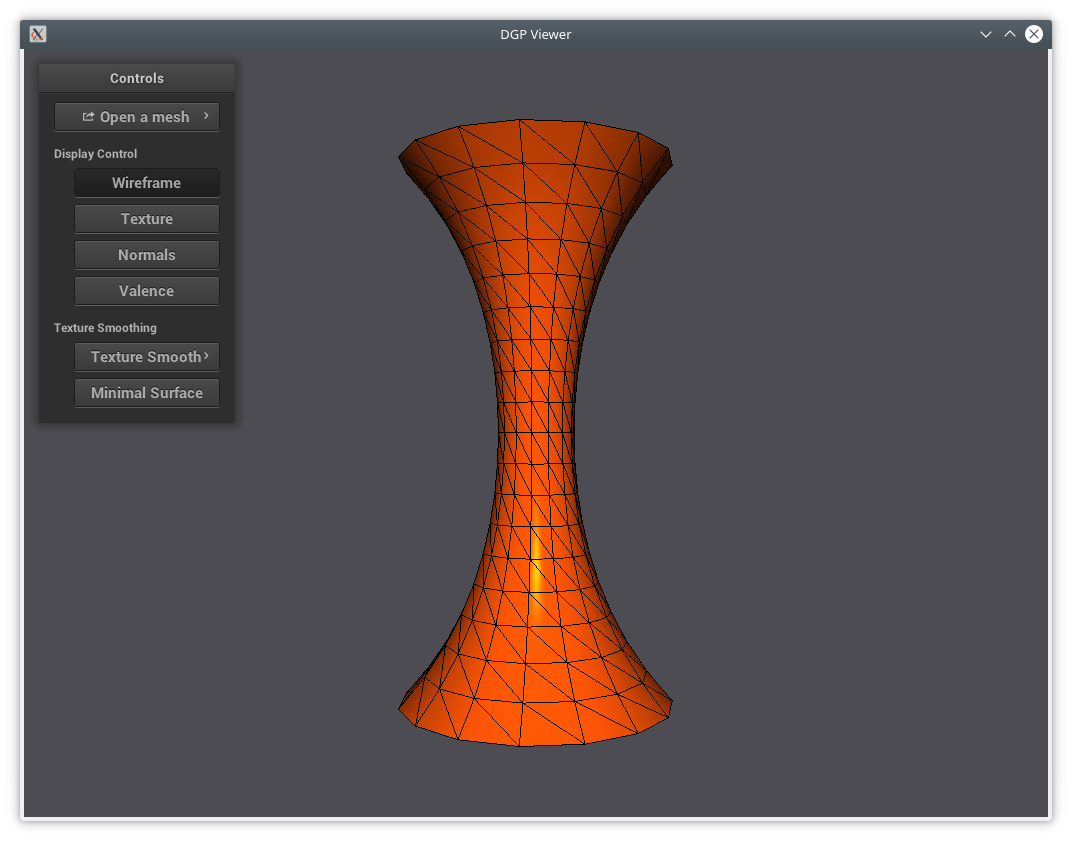 DGP Viewer
Controls
Open a mesh
Display Control
Wireframe
Texture
Normals
Valence
Texture Smoothing
Texture Smooth
Minimal Surface